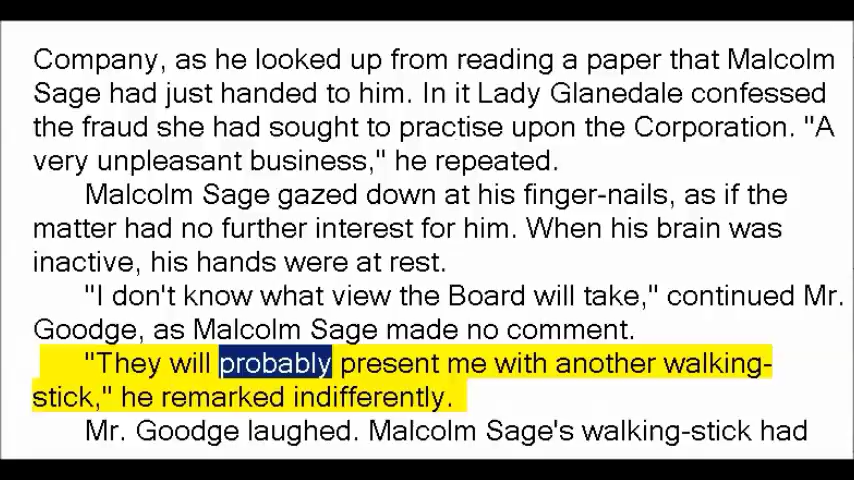 Company, as he looked up from reading a paper that Malcolm
Sage had just handed to him. In it Lady Glanedale confessed
the fraud she had sought to practise upon the Corporation. "A
very unpleasant business," he repeated.
Malcolm Sage gazed down at his finger-nails, as if the
matter had no further interest for him. When his brain was
inactive, his hands were at rest.
"I don't know what view the Board will take," continued Mr.
Goodge, as Malcolm Sage made no comment.
"They will probably present me with another walking-
stick," he remarked indifferently.
Mr. Goodge laughed. Malcolm Sage's walking-stick had